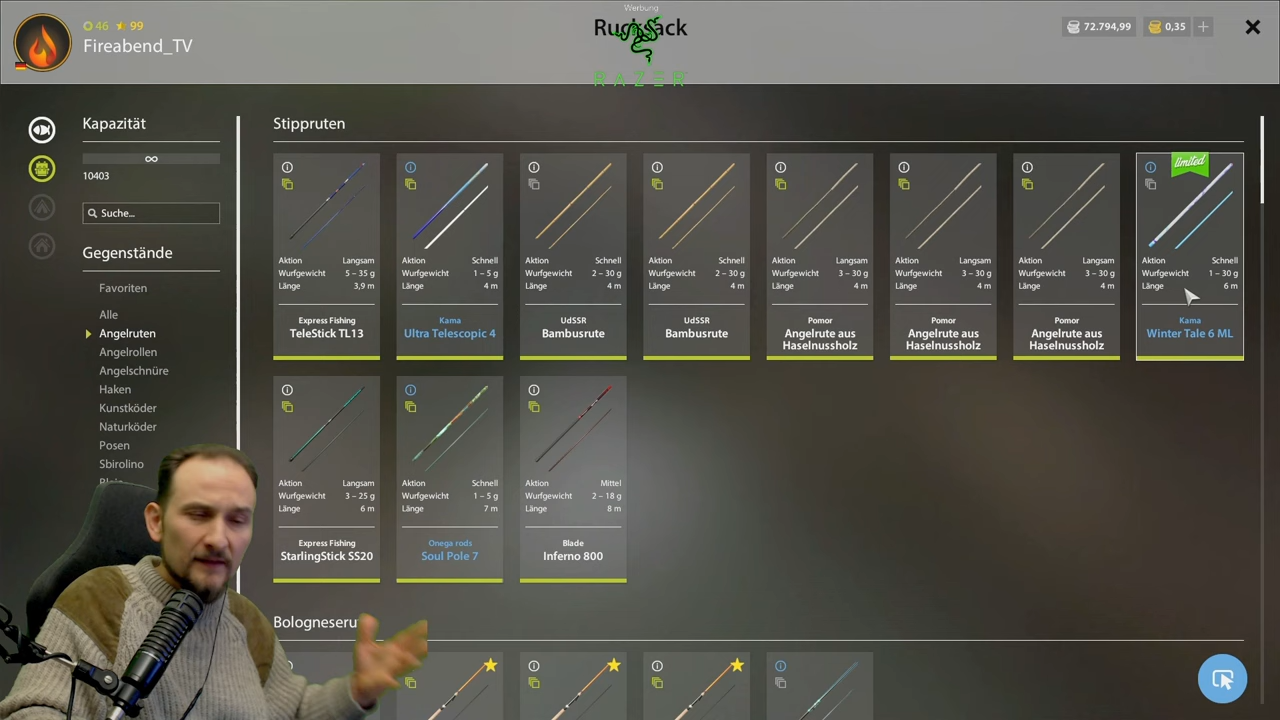 Werbung
Rucksack
RAZER
46 99
Fireabend_TV
72.794,99
0,35 +
Kapazität
∞
10403
Suche...
Gegenstände
Favoriten
Alle
Angelruten
Angelrollen
Angelschnüre
Haken
Kunstköder
Naturköder
Posen
Sbirolino
Stippruten
Aktion Langsam
Wurfgewicht 5 – 35 g
Länge 3,9 m
Express Fishing
TeleStick TL13
Aktion Schnell
Wurfgewicht 1 – 5 g
Länge 4 m
Kama
Ultra Telescopic 4
Aktion Schnell
Wurfgewicht 2 – 30 g
Länge 4 m
UdSSR
Bambusrute
Aktion Schnell
Wurfgewicht 2 – 30 g
Länge 4 m
UdSSR
Bambusrute
Aktion Langsam
Wurfgewicht 3 – 30 g
Länge 4 m
Pomor
Angelrute aus
Haselnussholz
Aktion Langsam
Wurfgewicht 3 – 30 g
Länge 4 m
Pomor
Angelrute aus
Haselnussholz
Aktion Langsam
Wurfgewicht 3 – 30 g
Länge 4 m
Pomor
Angelrute aus
Haselnussholz
limited
Aktion Schnell
Wurfgewicht 1 – 30 g
Länge 6 m
Kama
Winter Tale 6 ML
Aktion Langsam
Wurfgewicht 3 – 25 g
Länge 6 m
Express Fishing
StarlingStick SS20
Aktion Schnell
Wurfgewicht 1 – 5 g
Länge 7 m
Onega rods
Soul Pole 7
Aktion Mittel
Wurfgewicht 2 – 18 g
Länge 8 m
Blade
Inferno 800